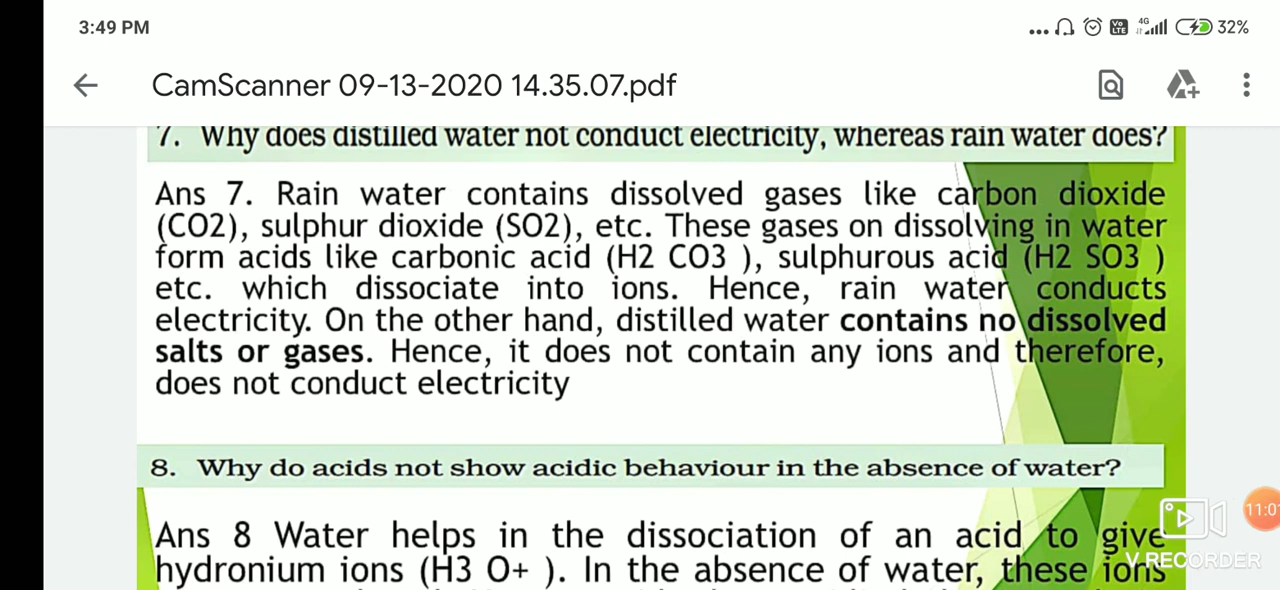 3:49 PM
4G
Vo
LTE
32%
CamScanner 09-13-2020 14.35.07.pdf
7. Why does distilled water not conduct electricity, whereas rain water does?
Ans 7. Rain water contains dissolved gases like carbon dioxide
(CO2), sulphur dioxide (SO2), etc. These gases on dissolving in water
form acids like carbonic acid (H2 CO3 ), sulphurous acid (H2 SO3 )
etc. which dissociate into ions. Hence, rain water conducts
electricity. On the other hand, distilled water contains no dissolved
salts or gases. Hence, it does not contain any ions and therefore,
does not conduct electricity
8. Why do acids not show acidic behaviour in the absence of water?
Ans 8 Water helps in the dissociation of an acid to give
hydronium ions (H3 O+ ). In the absence of water, these ions
V.RECORDER